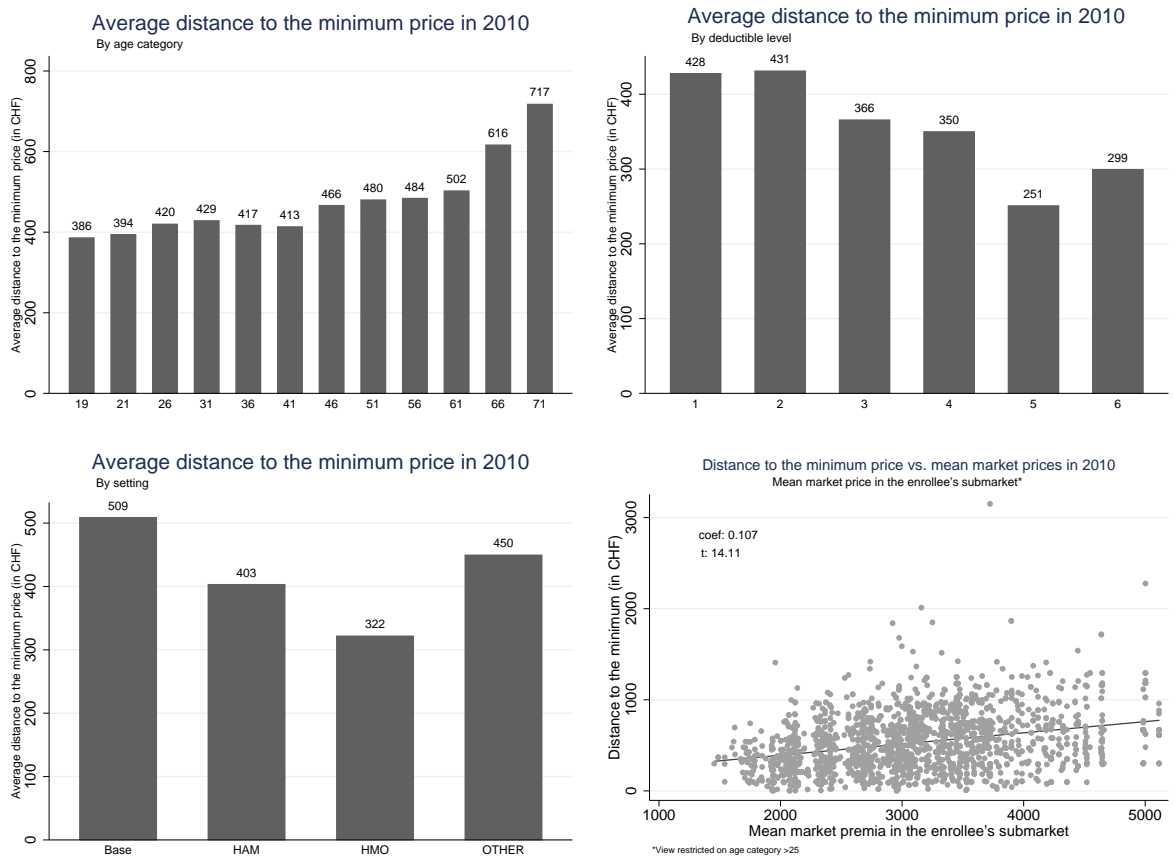 Average distance to the minimum price in 2010
By age category
Average distance to the minimum price (in CHF)
800
600
400
200
0
386 394 420 429 417 413 466 480 484 502 616 717
19 21 26 31 36 41 46 51 56 61 66 71
Average distance to the minimum price in 2010
By deductible level
Average distance to the minimum price (in CHF)
400
300
200
100
0
428 431 366 350 251 299
1 2 3 4 5 6
Average distance to the minimum price in 2010
By setting
Average distance to the minimum price (in CHF)
500
400
300
200
100
0
509 403 322 450
Base HAM HMO OTHER
Distance to the minimum price vs. mean market prices in 2010
Mean market price in the enrollee's submarket*
Distance to the minimum (in CHF)
3000
2000
1000
0
coef: 0.107
t: 14.11
1000 2000 3000 4000 5000
Mean market premia in the enrollee's submarket
*View restricted on age category >25